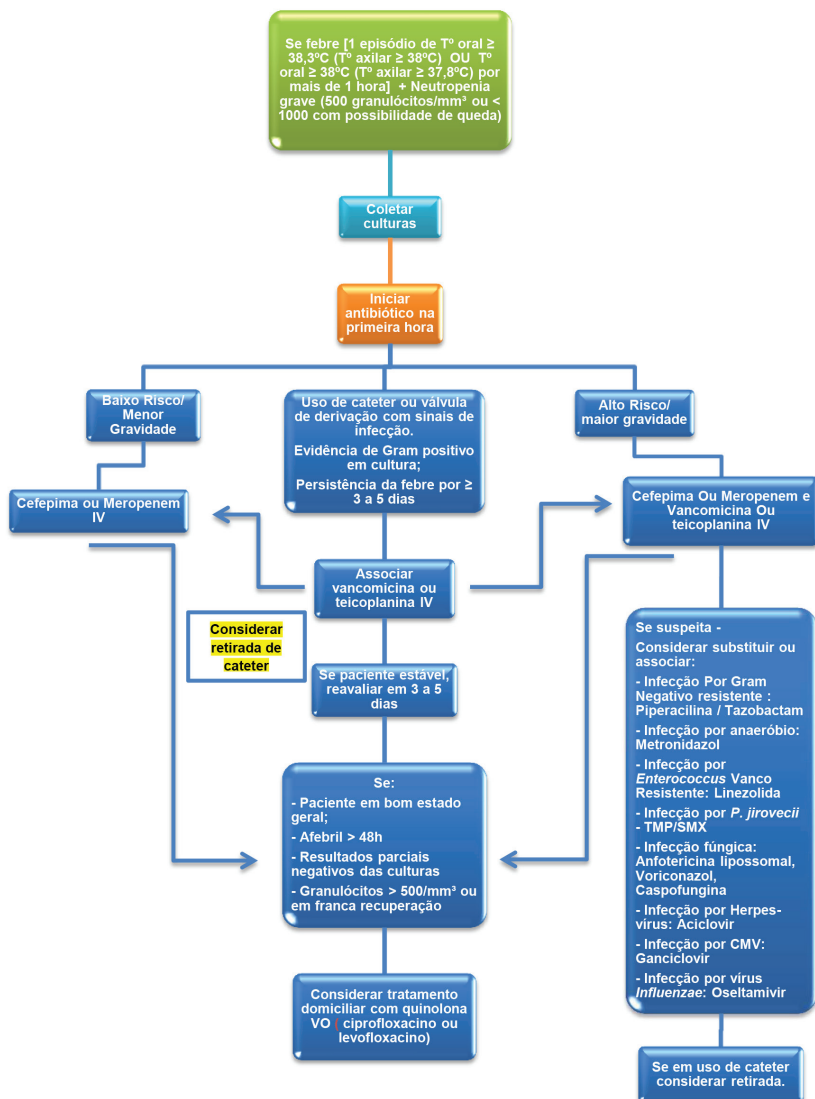 Se febre [1 episódio de Tº oral ≥
38,3ºC (Tº axilar ≥ 38ºC)  OU  Tº
oral ≥ 38ºC (Tº axilar ≥ 37,8ºC) por
mais de 1 hora]  + Neutropenia
grave (500 granulócitos/mm³ ou <
1000 com possibilidade de queda)
Coletar
culturas
Iniciar
antibiótico na
primeira hora
Baixo Risco/
Menor
Gravidade
Uso de cateter ou válvula
de derivação com sinais de
infecção.
Evidência de Gram positivo
em cultura;
Persistência da febre por ≥
3 a 5 dias
Alto Risco/
maior gravidade
Cefepima ou Meropenem
IV
Cefepima Ou Meropenem e
Vancomicina Ou
teicoplanina IV
Associar
vancomicina ou
teicoplanina IV
Considerar
retirada de
cateter
Se paciente estável,
reavaliar em 3 a 5
dias
Se:
- Paciente em bom estado
geral;
- Afebril > 48h
- Resultados parciais
negativos das culturas
- Granulócitos > 500/mm³ ou
em franca recuperação
Considerar tratamento
domiciliar com quinolona
VO ( ciprofloxacino ou
levofloxacino)
Se suspeita -
Considerar substituir ou
associar:
- Infecção Por Gram
Negativo resistente :
Piperacilina / Tazobactam
- Infecção por anaeróbio:
Metronidazol
- Infecção por
Enterococcus Vanco
Resistente: Linezolida
- Infecção por P. jirovecii
- TMP/SMX
- Infecção fúngica:
Anfotericina lipossomal,
Voriconazol,
Caspofungina
- Infecção por Herpes-
vírus: Aciclovir
- Infecção por CMV:
Ganciclovir
- Infecção por vírus
Influenzae: Oseltamivir
Se em uso de cateter
considerar retirada.